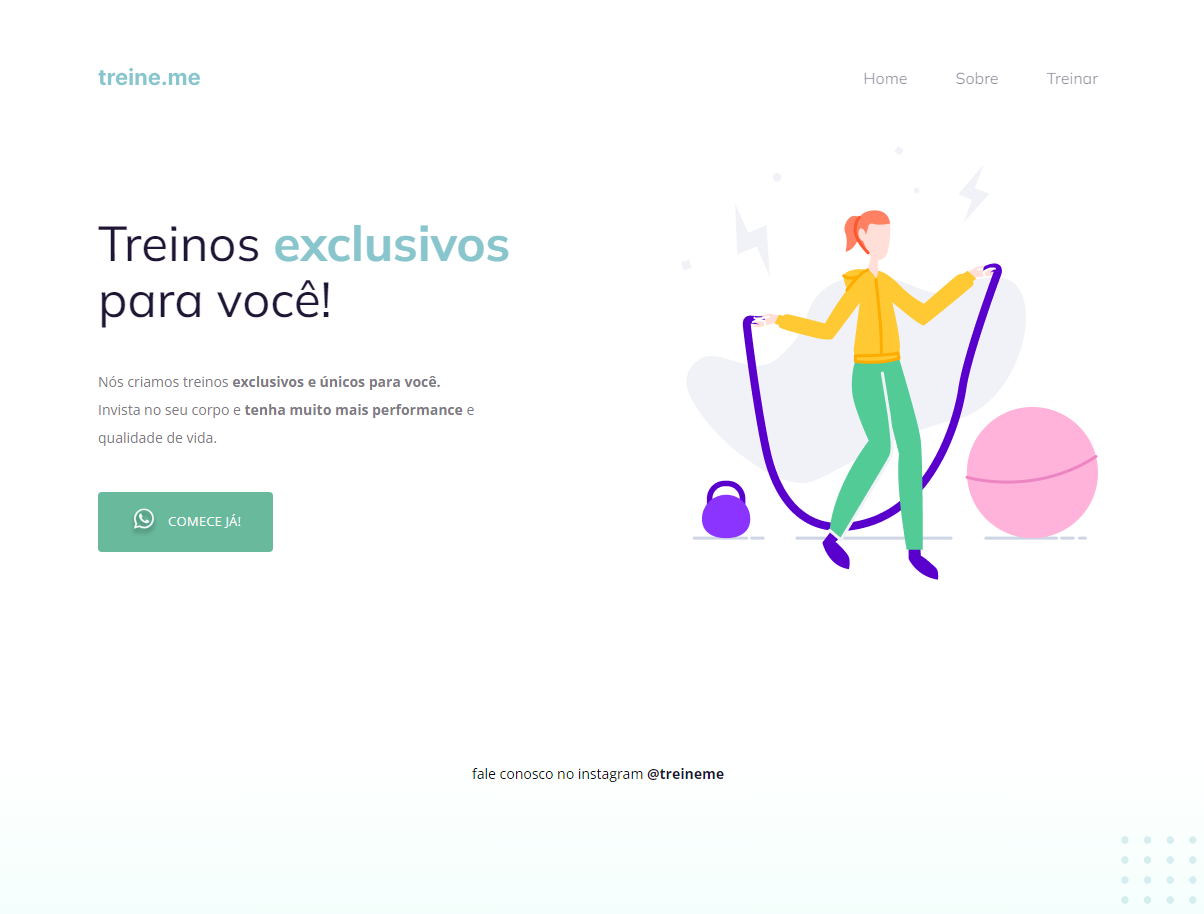 treine.me
Home Sobre Treinar
Treinos exclusivos
para você!
Nós criamos treinos exclusivos e únicos para você.
Invista no seu corpo e tenha muito mais performance e
qualidade de vida.
COMECE JÁ!
fale conosco no instagram @treineme